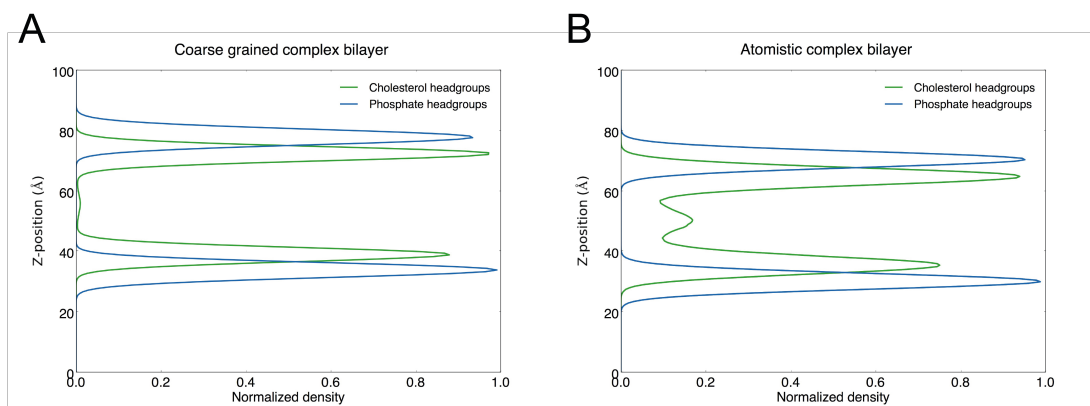 A
Coarse grained complex bilayer
100
80
60
40
20
0
Z-position (Å)
Cholesterol headgroups
Phosphate headgroups
0.0 0.2 0.4 0.6 0.8 1.0
Normalized density
B
Atomistic complex bilayer
100
80
60
40
20
0
Z-position (Å)
Cholesterol headgroups
Phosphate headgroups
0.0 0.2 0.4 0.6 0.8 1.0
Normalized density